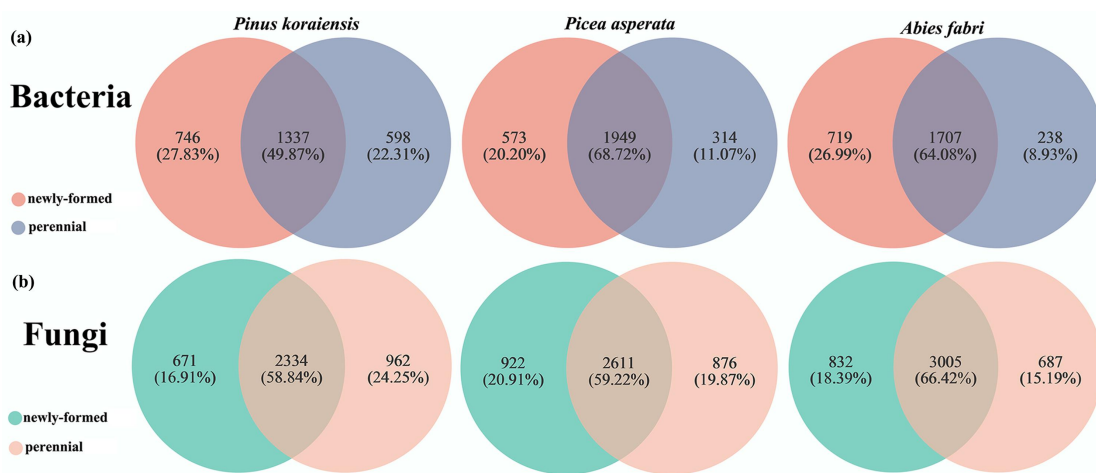 Pinus koraiensis Picea asperata Abies fabri
(a)
Bacteria
746 1337 598 573 1949 314 719 1707 238
(27.83%) (49.87%) (22.31%) (20.20%) (68.72%) (11.07%) (26.99%) (64.08%) (8.93%)
newly-formed
perennial
(b)
Fungi
671 2334 962 922 2611 876 832 3005 687
(16.91%) (58.84%) (24.25%) (20.91%) (59.22%) (19.87%) (18.39%) (66.42%) (15.19%)
newly-formed
perennial